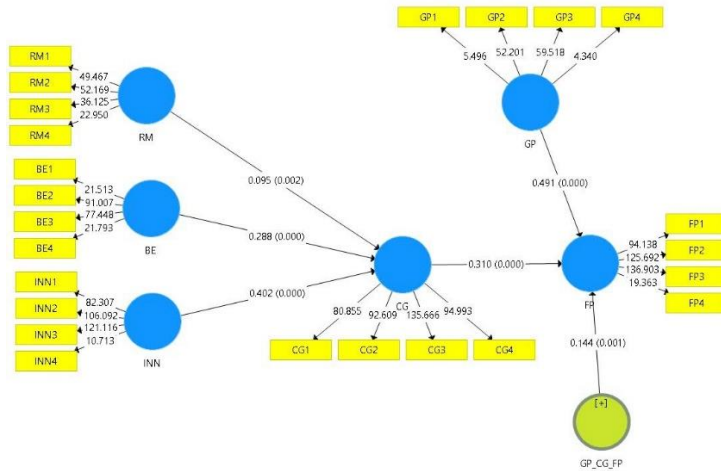 GP1 GP2 GP3 GP4
5.496 52.201 59.518 4.340
GP
RM1
RM2
RM3
RM4
49.467
52.169
36.125
22.950
RM
0.095 (0.002)
0.491 (0.000)
BE1
BE2
BE3
BE4
21.513
91.007
77.448
21.793
BE
0.288 (0.000)
INN1
INN2
INN3
INN4
82.307
106.092
121.116
10.713
INN
0.402 (0.000)
CG
0.310 (0.000)
80.855 92.609 135.666 94.993
CG1 CG2 CG3 CG4
FP
94.138
125.692
136.903
19.363
FP1
FP2
FP3
FP4
0.144 (0.001)
[+]
GP_CG_FP